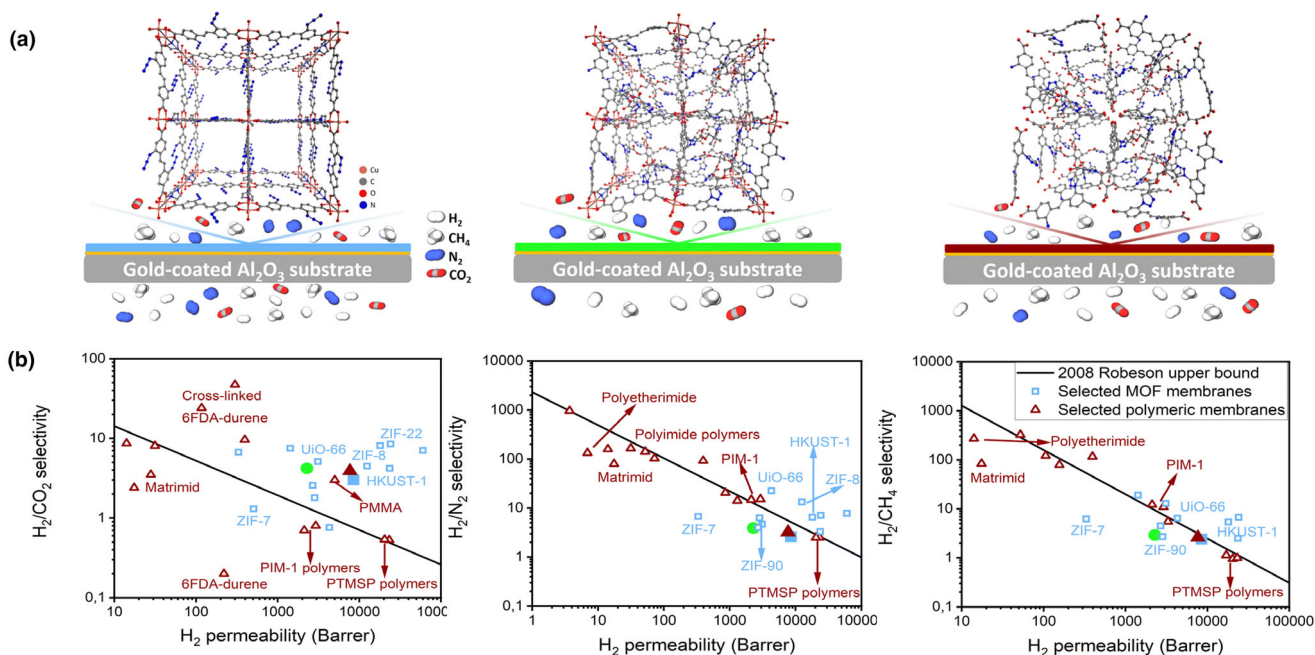 (a)
Cu
C
O
N
H₂
CH₄
N₂
CO₂
Gold-coated Al₂O₃ substrate
Gold-coated Al₂O₃ substrate
Gold-coated Al₂O₃ substrate
(b)
H₂/CO₂ selectivity
100
10
1
0,1
Cross-linked
6FDA-durene
Matrimid
ZIF-7
UiO-66
ZIF-22
ZIF-8
HKUST-1
PMMA
PIM-1 polymers
6FDA-durene
PTMSP polymers
10
100
1000
10000
6000
H₂ permeability (Barrer)
H₂/N₂ selectivity
10000
1000
100
10
1
0,1
Polyetherimide
Polyimide polymers
HKUST-1
PIM-1
UiO-66
ZIF-8
ZIF-7
ZIF-90
PTMSP polymers
1
10
100
1000
10000
100000
H₂ permeability (Barrer)
H₂/CH₄ selectivity
10000
1000
100
10
1
0,1
2008 Robeson upper bound
Selected MOF membranes
Selected polymeric membranes
Polyetherimide
Matrimid
PIM-1
UiO-66
HKUST-1
ZIF-7
ZIF-90
PTMSP polymers
10
100
1000
10000
100000
H₂ permeability (Barrer)